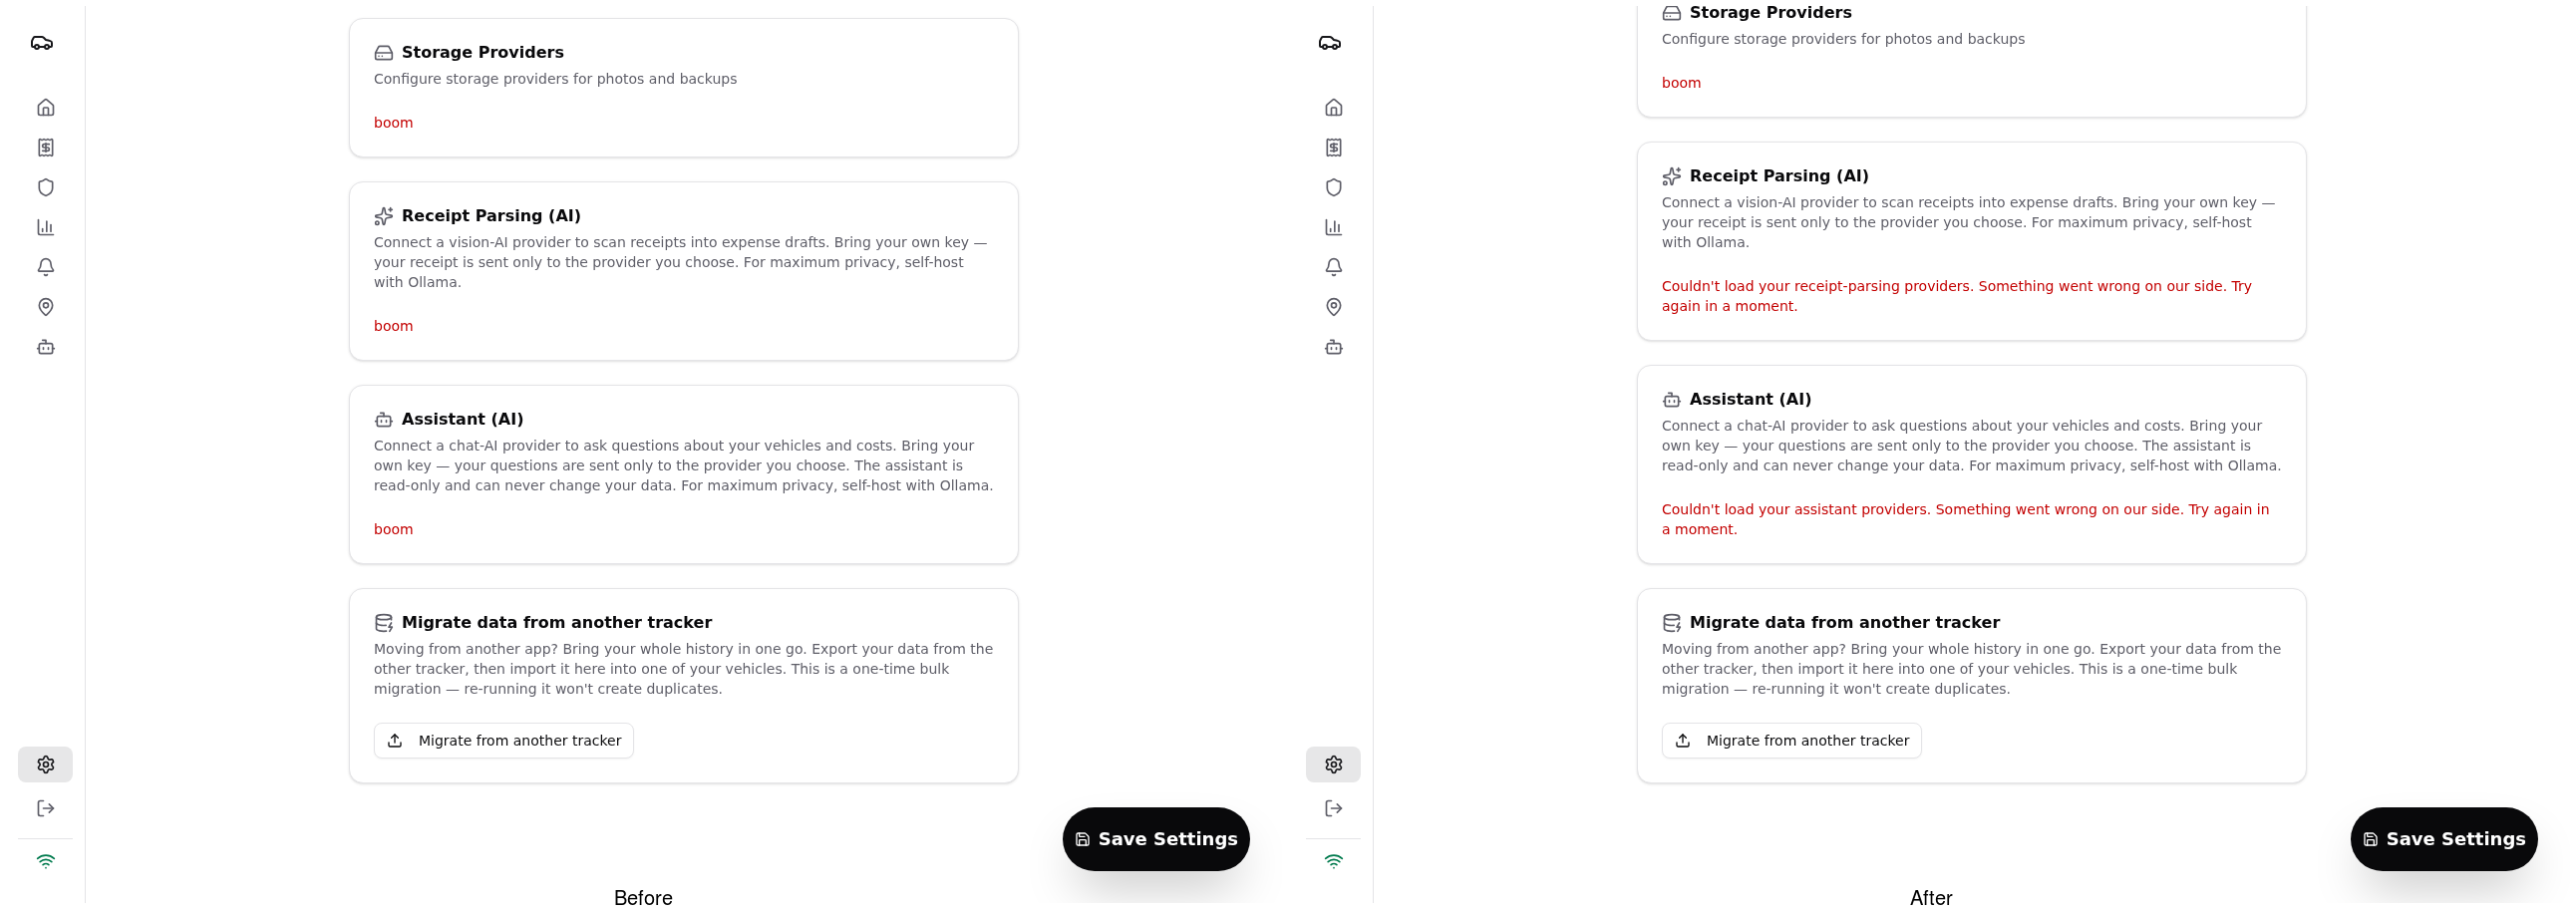 Storage Providers
Configure storage providers for photos and backups
boom
Receipt Parsing (AI)
Connect a vision-AI provider to scan receipts into expense drafts. Bring your own key —
your receipt is sent only to the provider you choose. For maximum privacy, self-host
with Ollama.
boom
Assistant (AI)
Connect a chat-AI provider to ask questions about your vehicles and costs. Bring your
own key — your questions are sent only to the provider you choose. The assistant is
read-only and can never change your data. For maximum privacy, self-host with Ollama.
boom
Migrate data from another tracker
Moving from another app? Bring your whole history in one go. Export your data from the
other tracker, then import it here into one of your vehicles. This is a one-time bulk
migration — re-running it won't create duplicates.
Migrate from another tracker
Save Settings
Before
Storage Providers
Configure storage providers for photos and backups
boom
Receipt Parsing (AI)
Connect a vision-AI provider to scan receipts into expense drafts. Bring your own key —
your receipt is sent only to the provider you choose. For maximum privacy, self-host
with Ollama.
Couldn't load your receipt-parsing providers. Something went wrong on our side. Try
again in a moment.
Assistant (AI)
Connect a chat-AI provider to ask questions about your vehicles and costs. Bring your
own key — your questions are sent only to the provider you choose. The assistant is
read-only and can never change your data. For maximum privacy, self-host with Ollama.
Couldn't load your assistant providers. Something went wrong on our side. Try again in
a moment.
Migrate data from another tracker
Moving from another app? Bring your whole history in one go. Export your data from the
other tracker, then import it here into one of your vehicles. This is a one-time bulk
migration — re-running it won't create duplicates.
Migrate from another tracker
Save Settings
After